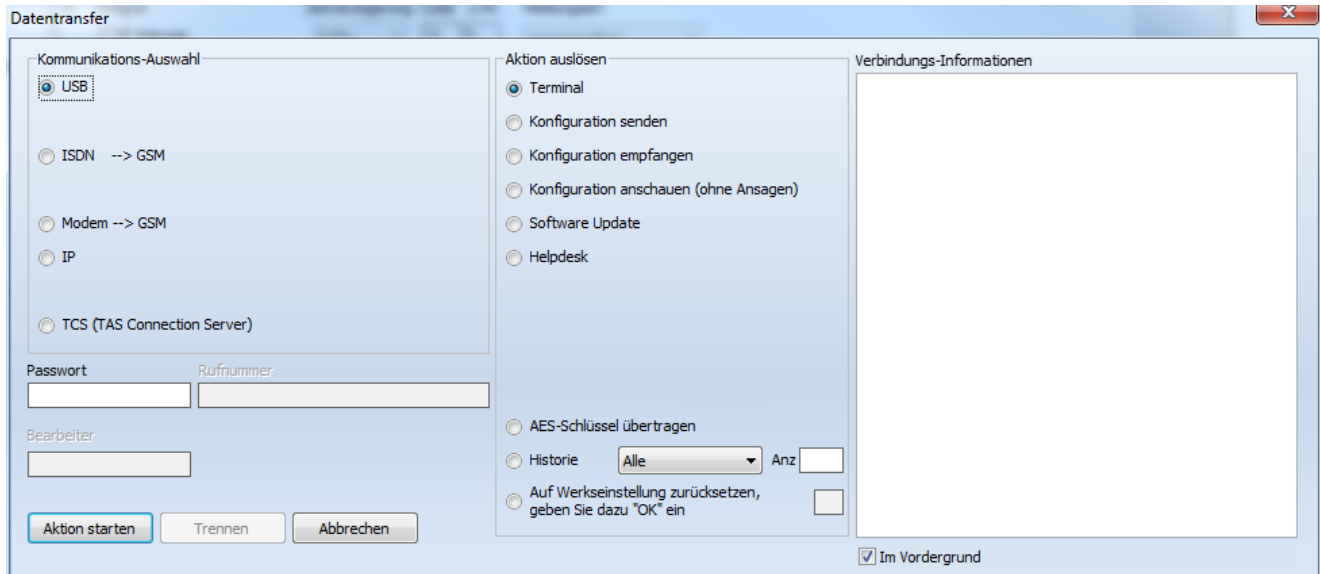 Datentransfer
Kommunikations-Auswahl
USB
ISDN --> GSM
Modem --> GSM
IP
TCS (TAS Connection Server)
Passwort
Rufnummer
Bearbeiter
Aktion starten
Trennen
Abbrechen
Aktion auslösen
Terminal
Konfiguration senden
Konfiguration empfangen
Konfiguration anschauen (ohne Ansagen)
Software Update
Helpdesk
AES-Schlüssel übertragen
Historie Alle Anz
Auf Werkseinstellung zurücksetzen,
geben Sie dazu "OK" ein
Verbindungs-Informationen
Im Vordergrund